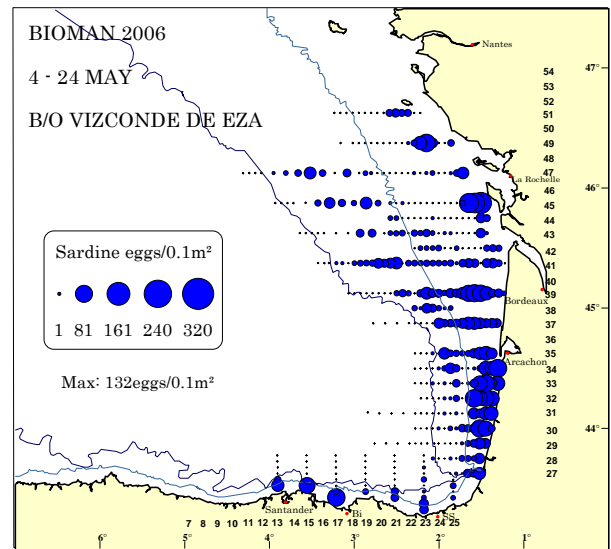 BIOMAN 2006
4 - 24 MAY
B/O VIZCONDE DE EZA
Nantes
47°
54
53
52
51
50
49
48
47
La Rochelle
46
46°
45
44
43
42
41
40
39
Bordeaux
38
45°
37
35
Arcachon
34
33
32
31
30
44°
29
28
27
Sardine eggs/0.1m²
1 81 161 240 320
Max: 132eggs/0.1m²
Santander
Bi
SS
7 8 9 10 11 12 13 14 15 16 17 18 19 20 21 22 23 24 25
6° 5° 4° 3° 2° 1°